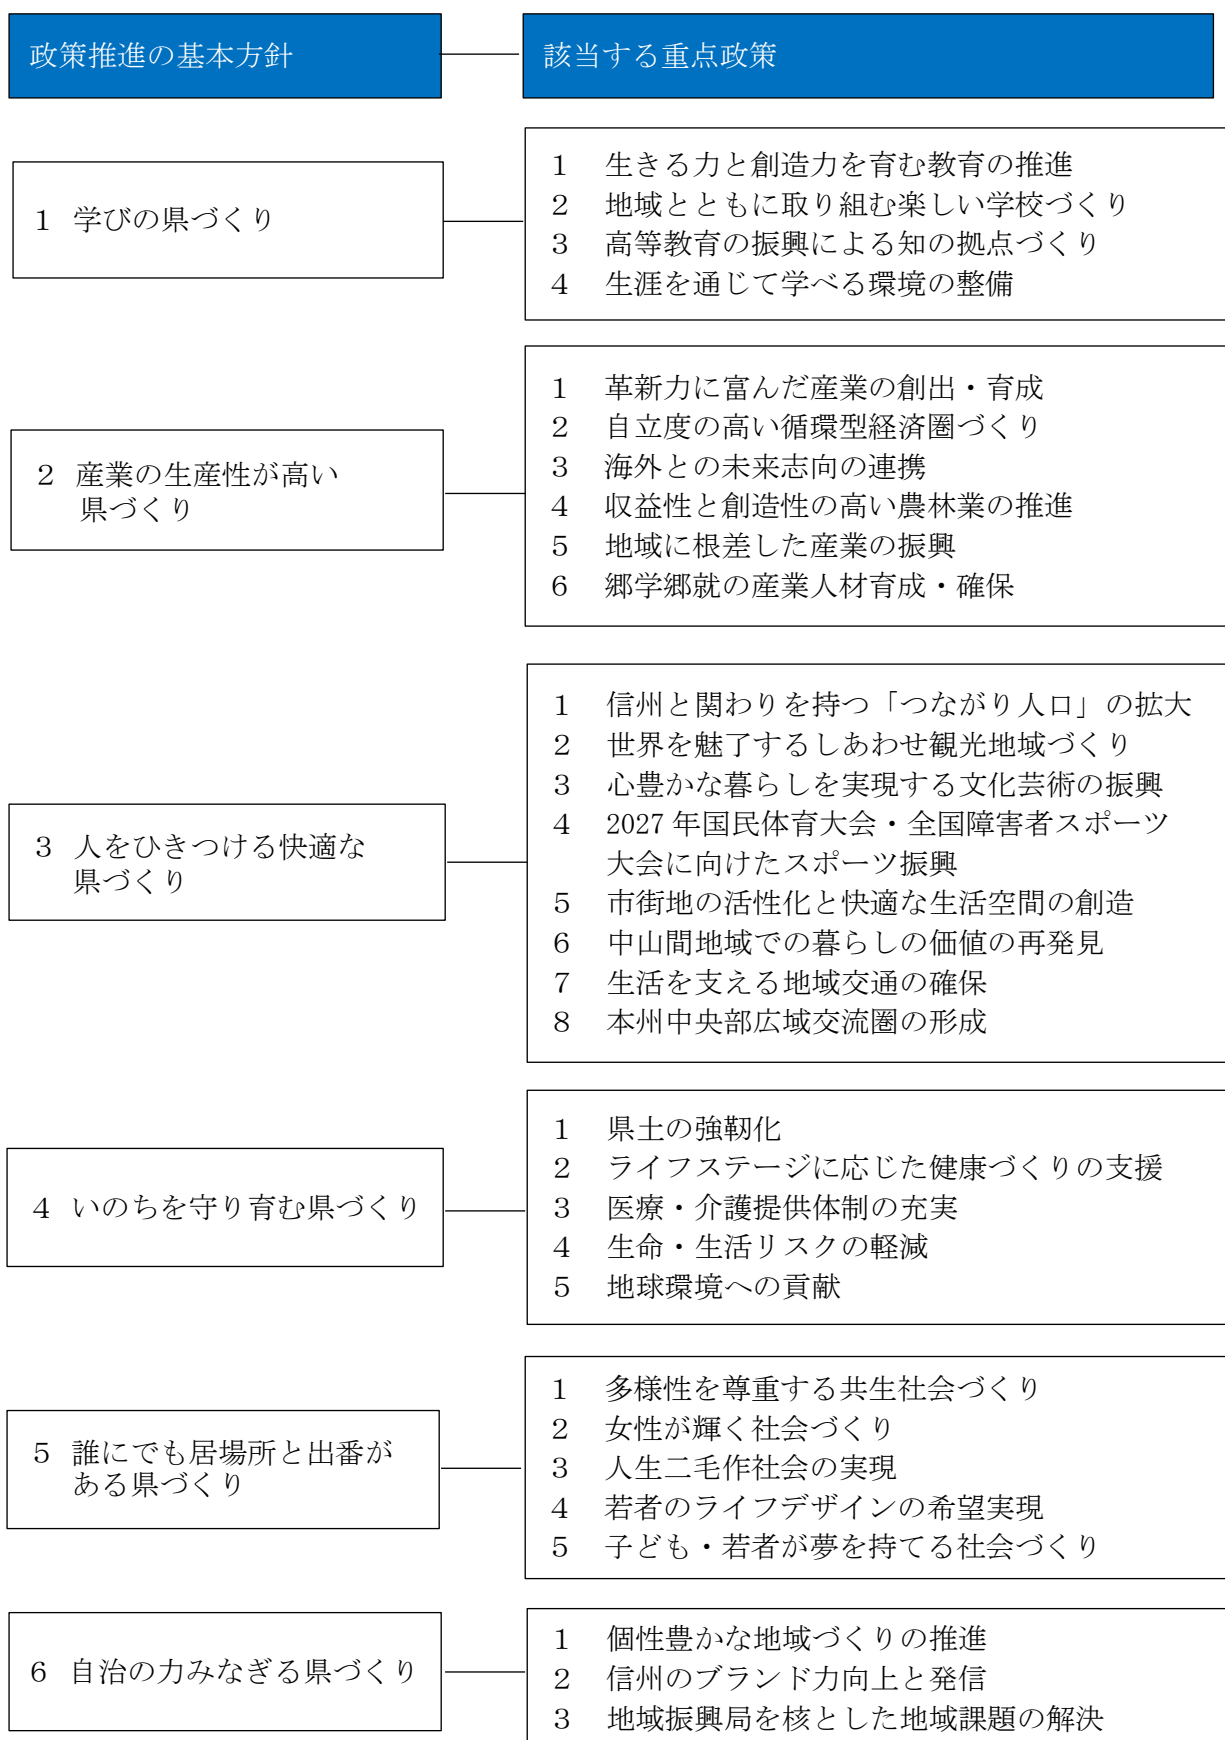 政策推進の基本方針
該当する重点政策
１ 学びの県づくり
１ 生きる力と創造力を育む教育の推進
２ 地域とともに取り組む楽しい学校づくり
３ 高等教育の振興による知の拠点づくり
４ 生涯を通じて学べる環境の整備
２ 産業の生産性が高い
県づくり
１ 革新力に富んだ産業の創出・育成
２ 自立度の高い循環型経済圏づくり
３ 海外との未来志向の連携
４ 収益性と創造性の高い農林業の推進
５ 地域に根差した産業の振興
６ 郷学郷就の産業人材育成・確保
３ 人をひきつける快適な
県づくり
１ 信州と関わりを持つ「つながり人口」の拡大
２ 世界を魅了するしあわせ観光地域づくり
３ 心豊かな暮らしを実現する文化芸術の振興
４ 2027 年国民体育大会・全国障害者スポーツ
大会に向けたスポーツ振興
５ 市街地の活性化と快適な生活空間の創造
６ 中山間地域での暮らしの価値の再発見
７ 生活を支える地域交通の確保
８ 本州中央部広域交流圏の形成
４ いのちを守り育む県づくり
１ 県土の強靭化
２ ライフステージに応じた健康づくりの支援
３ 医療・介護提供体制の充実
４ 生命・生活リスクの軽減
５ 地球環境への貢献
５ 誰にでも居場所と出番が
ある県づくり
１ 多様性を尊重する共生社会づくり
２ 女性が輝く社会づくり
３ 人生二毛作社会の実現
４ 若者のライフデザインの希望実現
５ 子ども・若者が夢を持てる社会づくり
６ 自治の力みなぎる県づくり
１ 個性豊かな地域づくりの推進
２ 信州のブランド力向上と発信
３ 地域振興局を核とした地域課題の解決